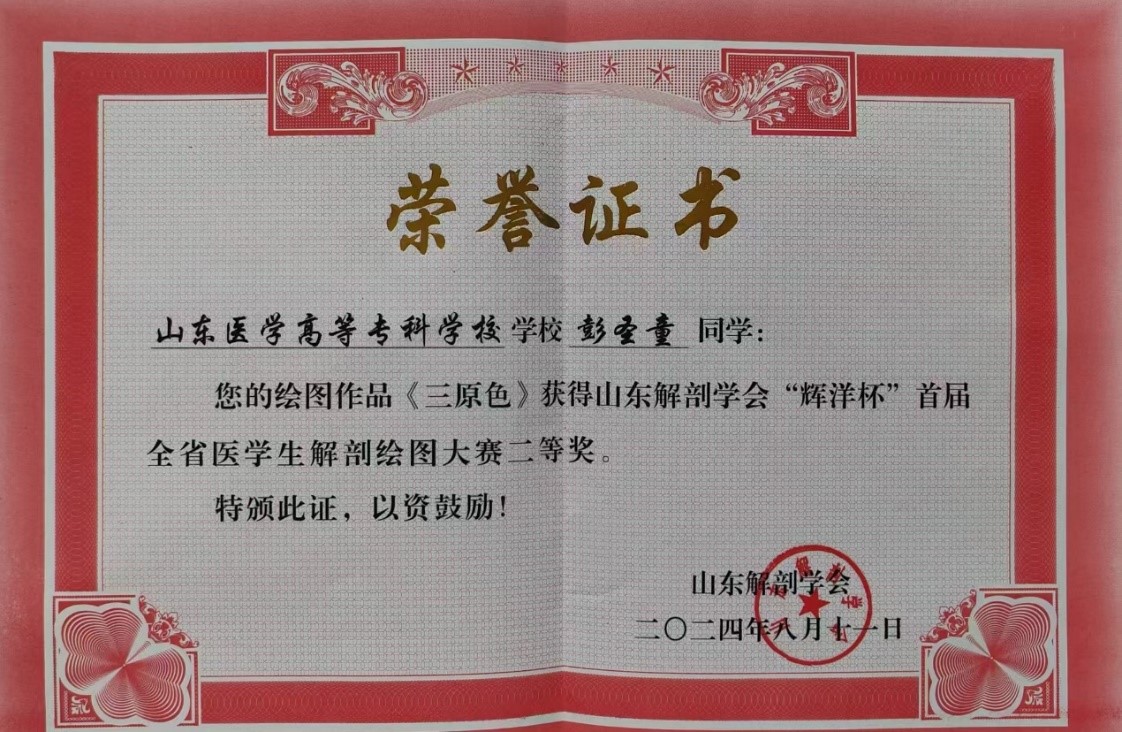 荣誉证书
山东医学高等专科学校学校 彭圣童 同学：
您的绘图作品《三原色》获得山东解剖学会“辉洋杯”首届
全省医学生解剖绘图大赛二等奖。
特颁此证，以资鼓励！
山东解剖学会
二〇二四年八月十一日